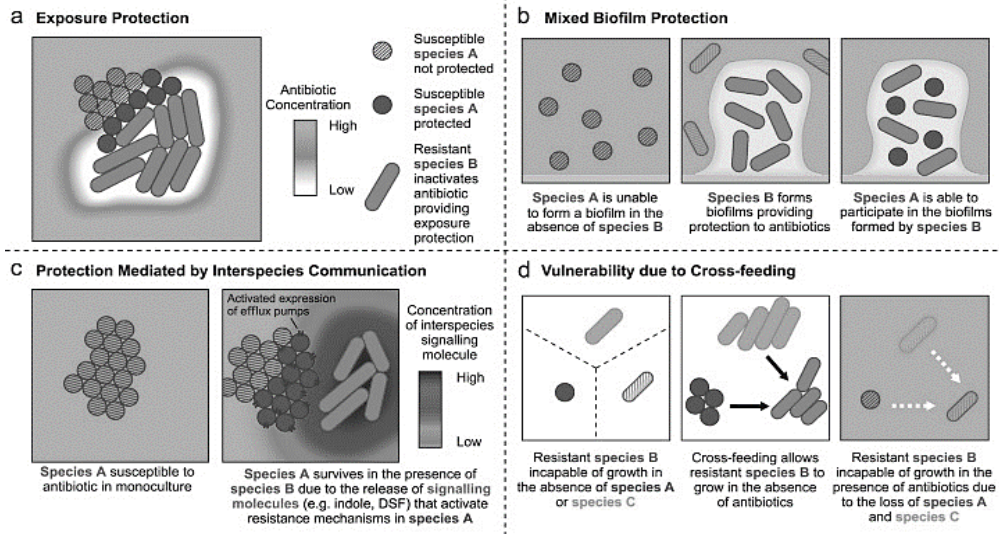 a Exposure Protection
Antibiotic
Concentration
High
Low
Susceptible
species A
not protected
Susceptible
species A
protected
Resistant
species B
inactivates
antibiotic
providing
exposure
protection
b Mixed Biofilm Protection
Species A is unable
to form a biofilm in the
absence of species B
Species B forms
biofilms providing
protection to antibiotics
Species A is able to
participate in the biofilms
formed by species B
c Protection Mediated by Interspecies Communication
Activated expression
of efflux pumps
Concentration
of interspecies
signalling
molecule
High
Low
Species A susceptible to
antibiotic in monoculture
Species A survives in the presence of
species B due to the release of signalling
molecules (e.g. indole, DSF) that activate
resistance mechanisms in species A
d Vulnerability due to Cross-feeding
Resistant species B
incapable of growth in
the absence of species A
or species C
Cross-feeding allows
resistant species B to
grow in the absence
of antibiotics
Resistant species B
incapable of growth in the
presence of antibiotics due
to the loss of species A
and species C